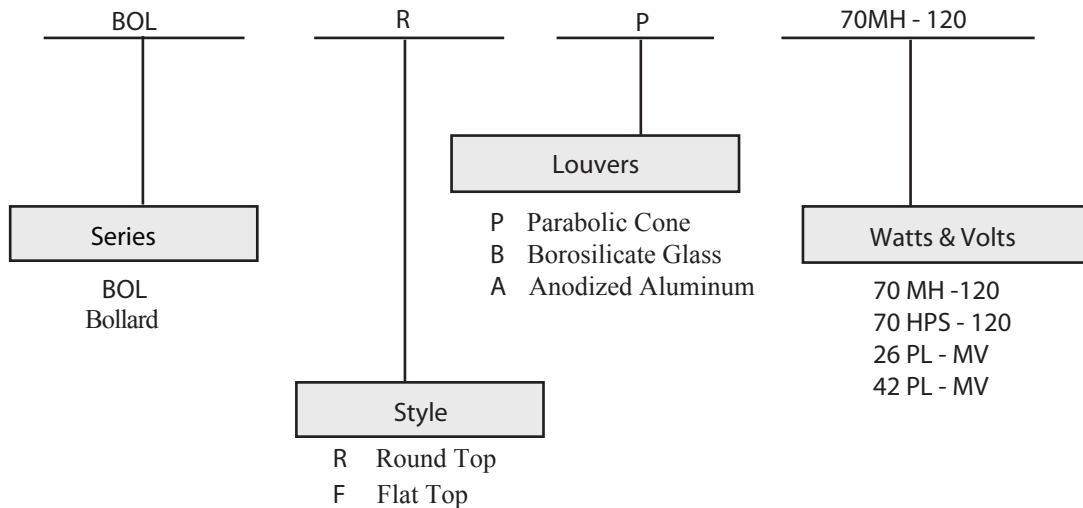 BOL R P 70MH - 120
Louvers
P Parabolic Cone
B Borosilicate Glass
A Anodized Aluminum
Series
BOL
Bollard
Watts & Volts
70 MH -120
70 HPS - 120
26 PL - MV
42 PL - MV
Style
R Round Top
F Flat Top